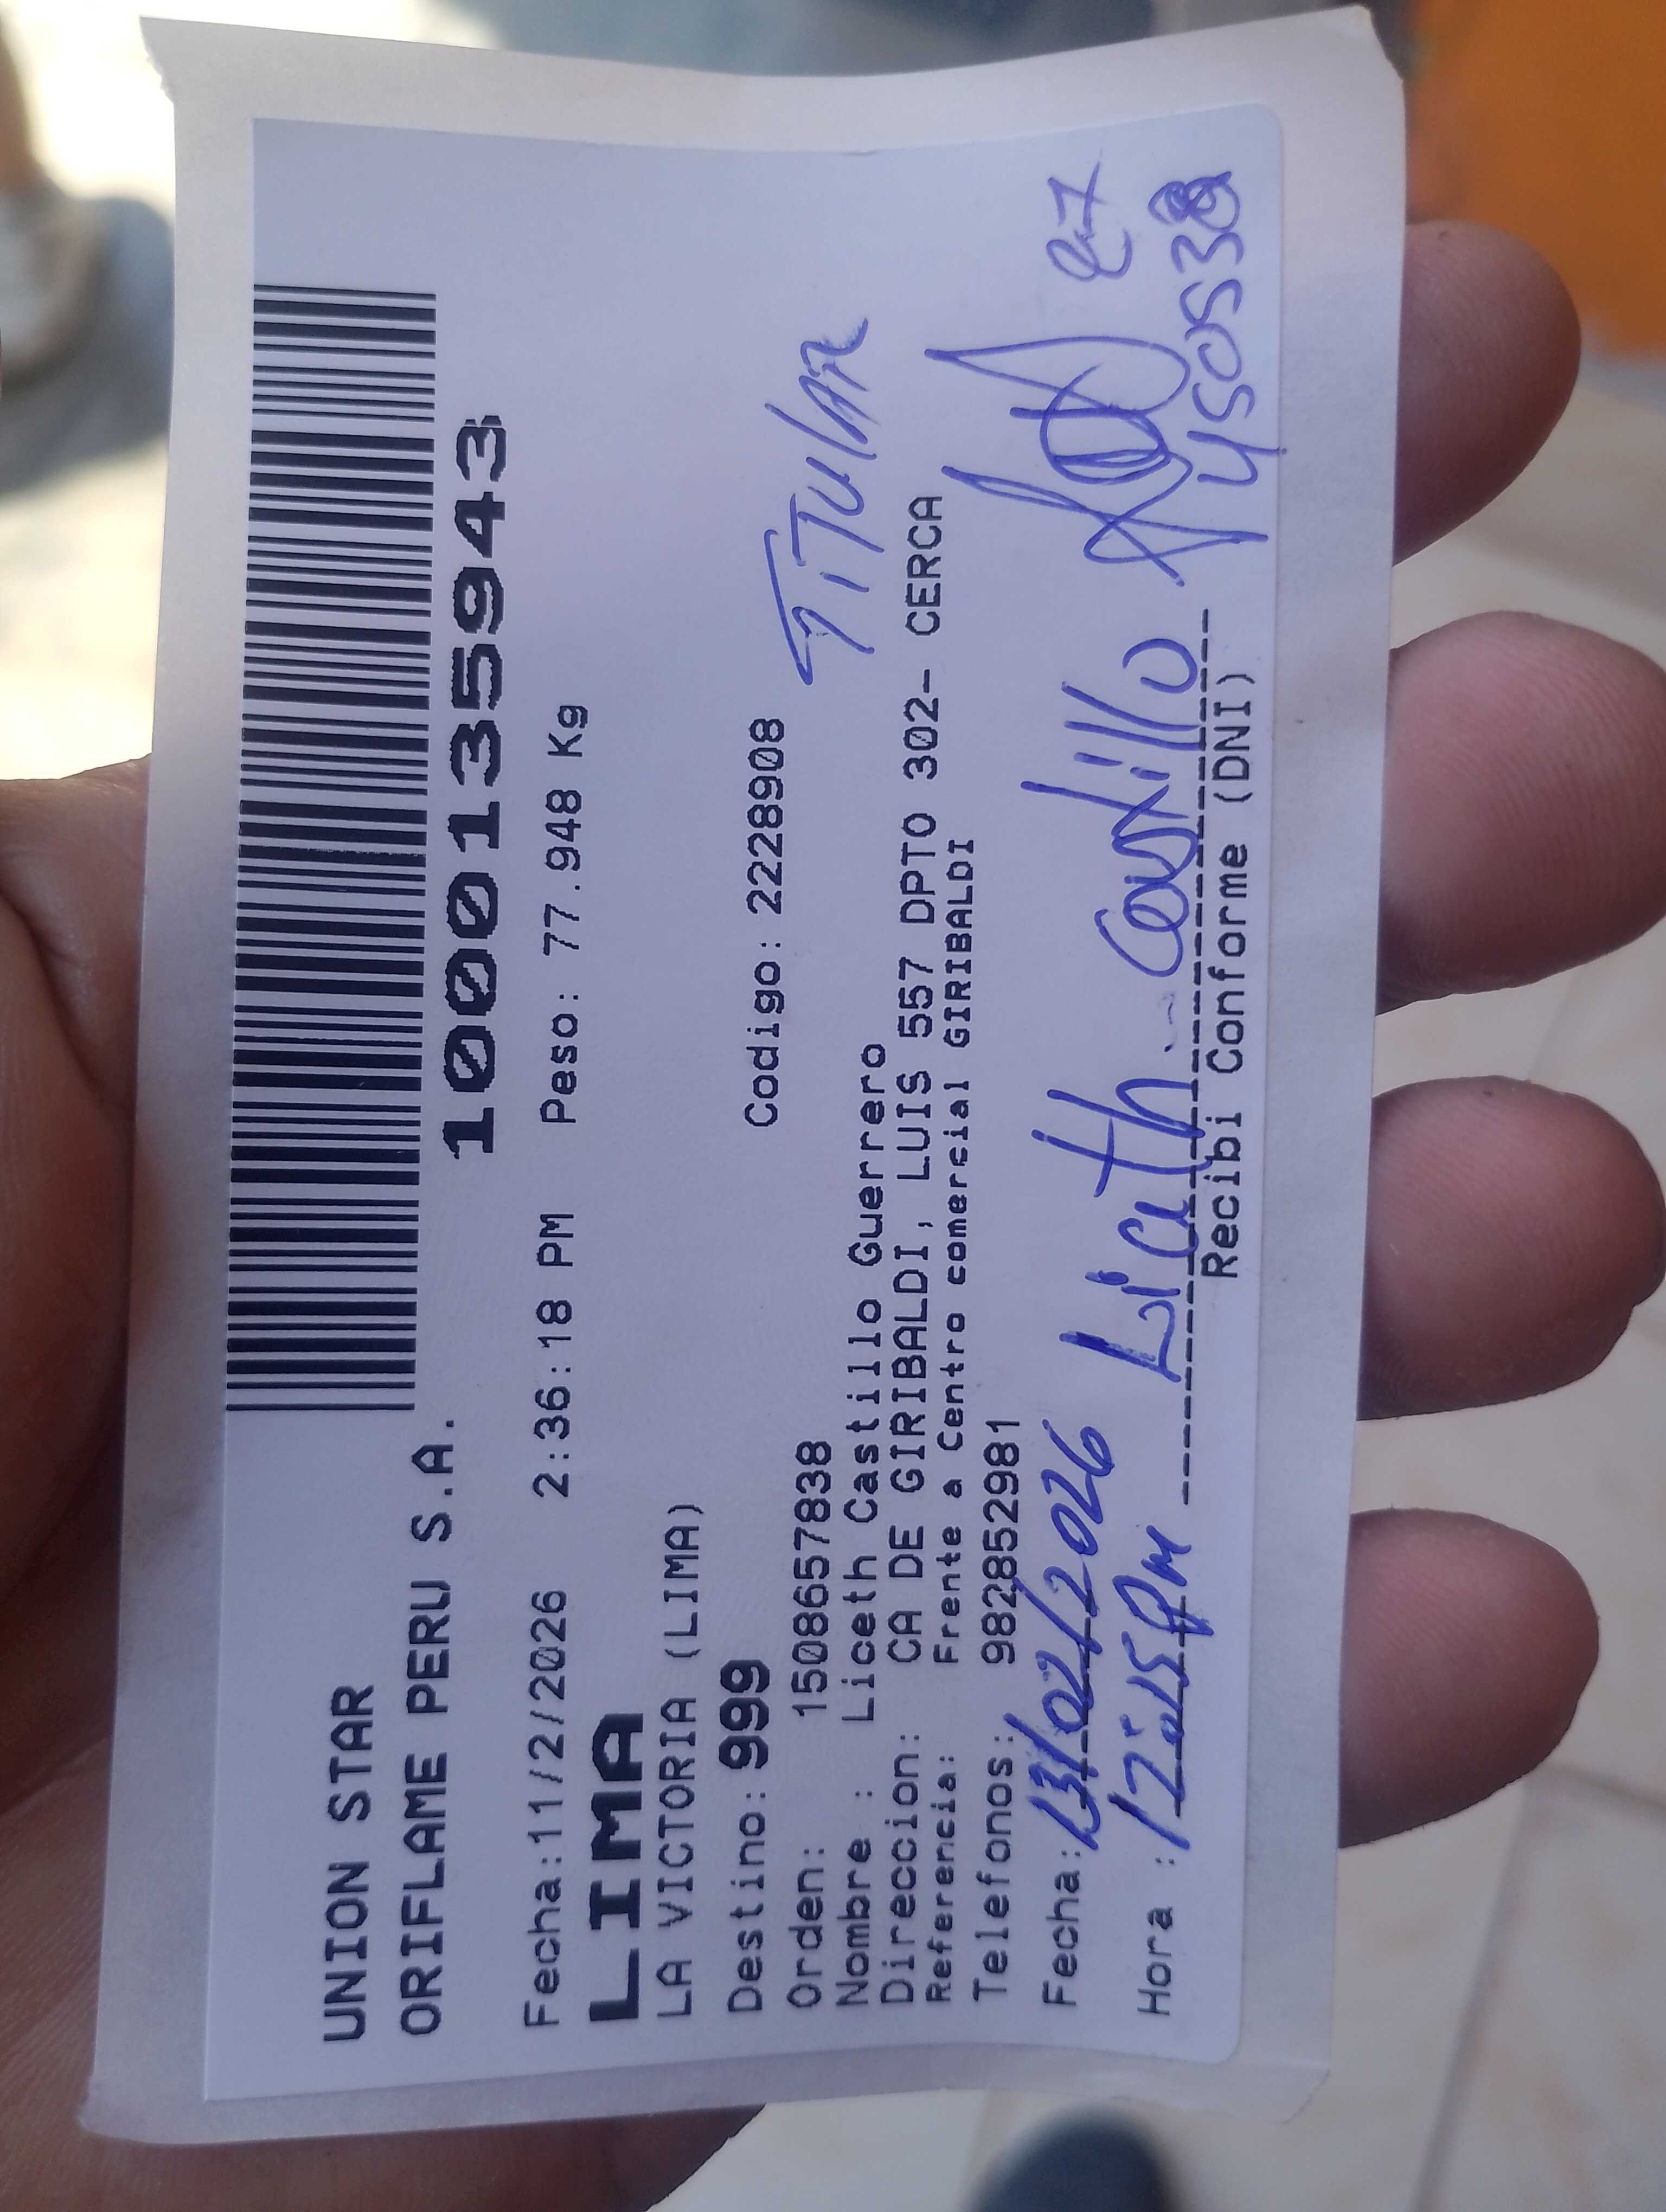 UNION STAR
ORIFLAME PERU S.A.
1000135943
Fecha:11/2/2026 2:36:18 PM Peso: 77.948 Kg
LIMA
LA VICTORIA (LIMA)
Destino: 999 Codigo: 2228908
TITULAR
Orden: 1508657838
Nombre : Liceth Castillo Guerrero
Direccion: CA DE GIRIBALDI, LUIS 557 DPTO 302- CERCA
Referencia: Frente a Centro comercial GIRIBALDI
Telefonos: 982852981
Fecha: 13/02/2026 Liceth Castillo
Hora : 12:15 PM
Recibi Conforme (DNI)